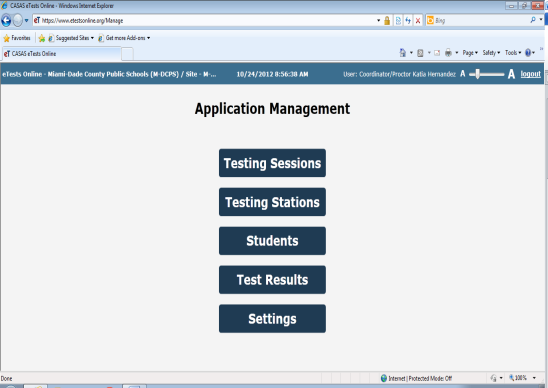 CASAS eTests Online - Windows Internet Explorer
https://www.etestsonline.org/Manage
Bing
Favorites Suggested Sites Get more Add-ons
CASAS eTests Online
Page Safety Tools
eTests Online - Miami-Dade County Public Schools (M-DCPS) / Site - M-... 10/24/2012 8:56:38 AM User: Coordinator/Proctor Katia Hernandez A A logout
Application Management
Testing Sessions
Testing Stations
Students
Test Results
Settings
Done Internet | Protected Mode: Off 100%